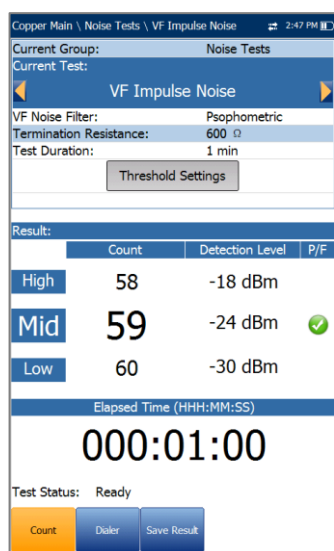 Copper Main \ Noise Tests \ VF Impulse Noise 2:47 PM
Current Group: Noise Tests
Current Test:
VF Impulse Noise
VF Noise Filter: Psophometric
Termination Resistance: 600 Ω
Test Duration: 1 min
Threshold Settings
Result:
Count Detection Level P/F
High 58 -18 dBm
Mid 59 -24 dBm
Low 60 -30 dBm
Elapsed Time (HHH:MM:SS)
000:01:00
Test Status: Ready
Count Dialer Save Result